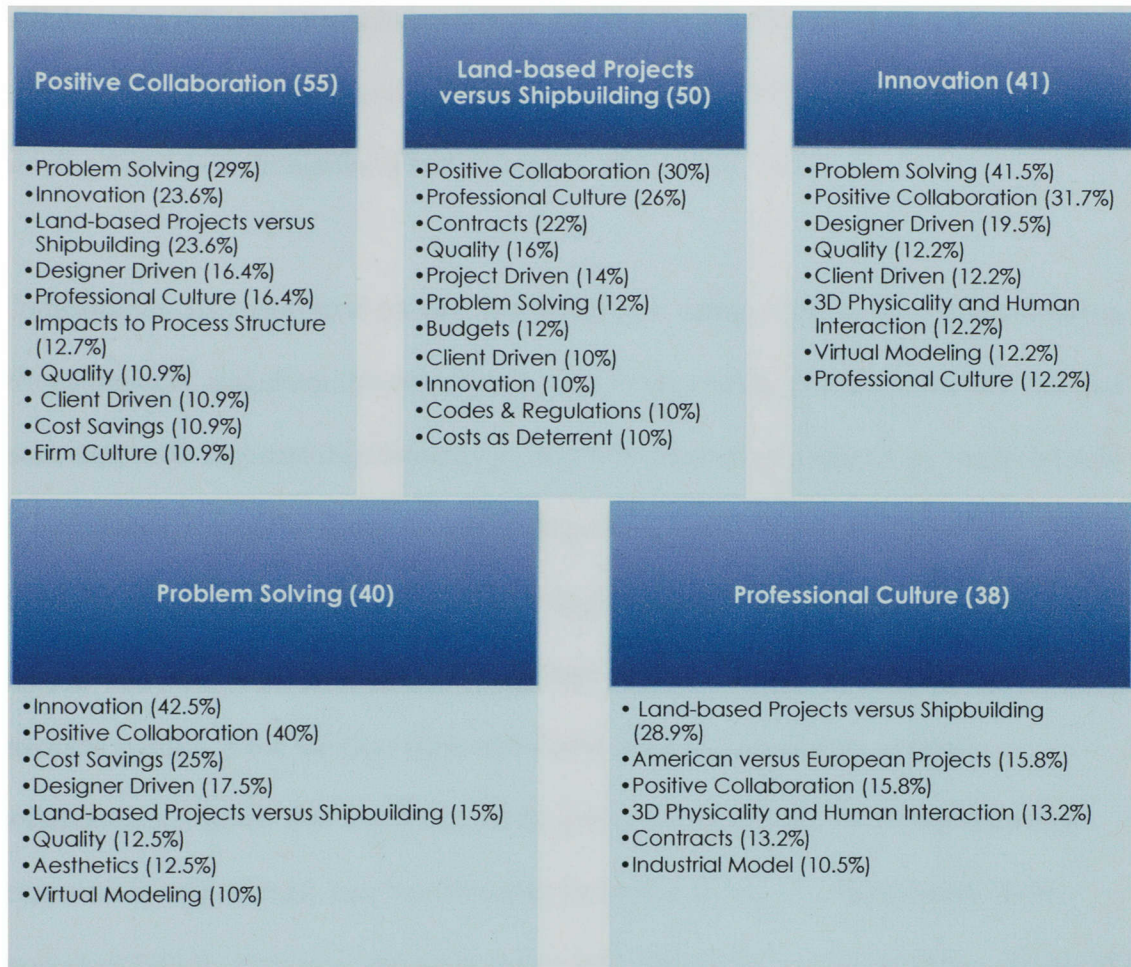 Positive Collaboration (55)
•Problem Solving (29%)
•Innovation (23.6%)
•Land-based Projects versus
Shipbuilding (23.6%)
•Designer Driven (16.4%)
•Professional Culture (16.4%)
•Impacts to Process Structure
(12.7%)
• Quality (10.9%)
• Client Driven (10.9%)
•Cost Savings (10.9%)
•Firm Culture (10.9%)
Land-based Projects
versus Shipbuilding (50)
•Positive Collaboration (30%)
•Professional Culture (26%)
•Contracts (22%)
•Quality (16%)
•Project Driven (14%)
•Problem Solving (12%)
•Budgets (12%)
•Client Driven (10%)
•Innovation (10%)
•Codes & Regulations (10%)
•Costs as Deterrent (10%)
Innovation (41)
•Problem Solving (41.5%)
•Positive Collaboration (31.7%)
•Designer Driven (19.5%)
•Quality (12.2%)
•Client Driven (12.2%)
•3D Physicality and Human
Interaction (12.2%)
•Virtual Modeling (12.2%)
•Professional Culture (12.2%)
Problem Solving (40)
•Innovation (42.5%)
•Positive Collaboration (40%)
•Cost Savings (25%)
•Designer Driven (17.5%)
•Land-based Projects versus Shipbuilding (15%)
•Quality (12.5%)
•Aesthetics (12.5%)
•Virtual Modeling (10%)
Professional Culture (38)
• Land-based Projects versus Shipbuilding
(28.9%)
•American versus European Projects (15.8%)
•Positive Collaboration (15.8%)
•3D Physicality and Human Interaction (13.2%)
•Contracts (13.2%)
•Industrial Model (10.5%)